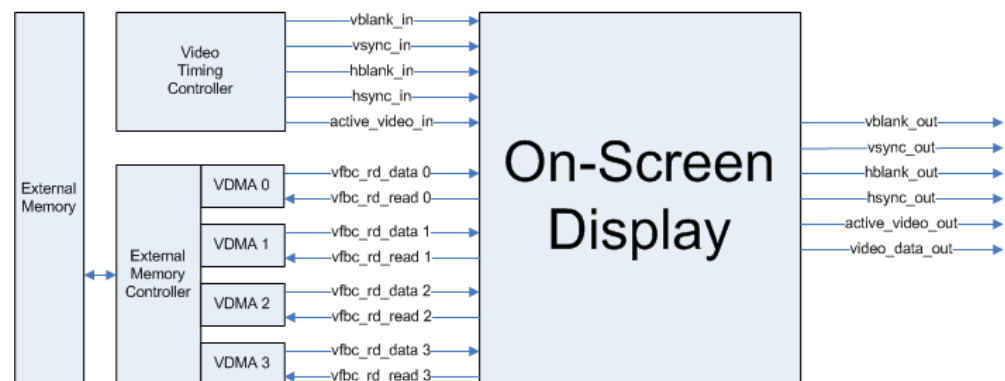 External
Memory
Video
Timing
Controller
vblank_in
vsync_in
hblank_in
hsync_in
active_video_in
External
Memory
Controller
VDMA 0
VDMA 1
VDMA 2
VDMA 3
vfbc_rd_data 0
vfbc_rd_read 0
vfbc_rd_data 1
vfbc_rd_read 1
vfbc_rd_data 2
vfbc_rd_read 2
vfbc_rd_data 3
vfbc_rd_read 3
On-Screen
Display
vblank_out
vsync_out
hblank_out
hsync_out
active_video_out
video_data_out